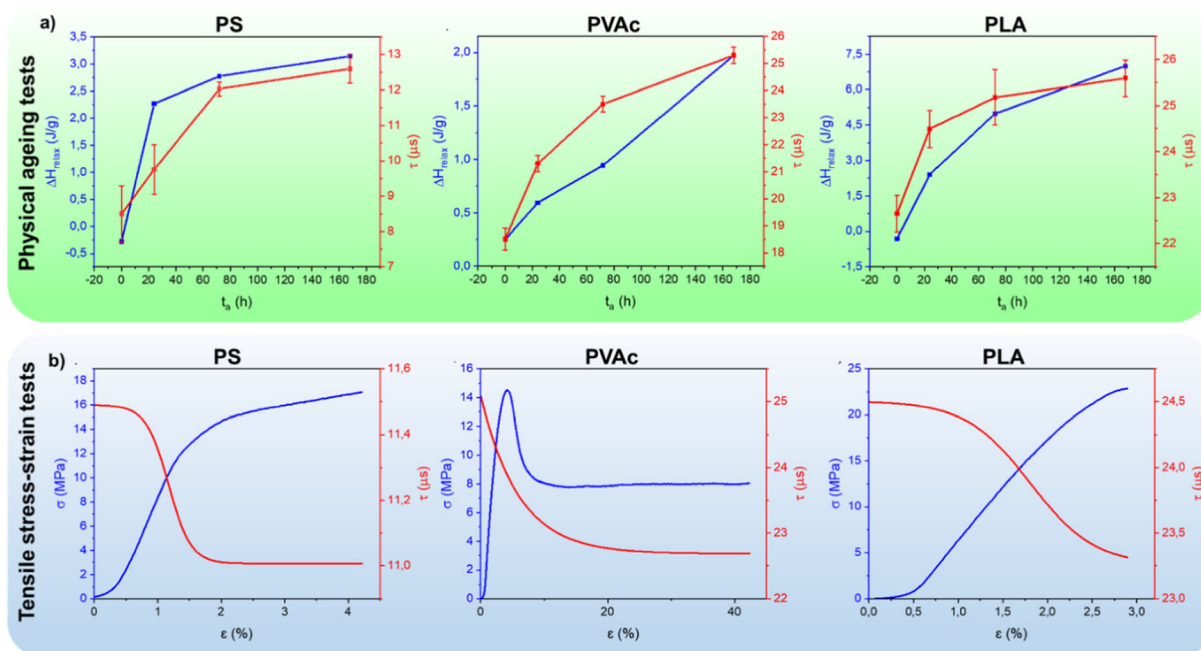 Physical ageing tests
a)
PS
ΔH_relax (J/g)
3,5
3,0
2,5
2,0
1,5
1,0
0,5
0,0
-0,5
13
12
11
10
9
8
7
τ (μs)
-20 0 20 40 60 80 100 120 140 160 180
t_a (h)
PVAc
ΔH_relax (J/g)
2,0
1,5
1,0
0,5
0,0
26
25
24
23
22
21
20
19
18
17
τ (μs)
-20 0 20 40 60 80 100 120 140 160 180
t_a (h)
PLA
ΔH_relax (J/g)
7,5
6,0
4,5
3,0
1,5
0,0
-1,5
26
25
24
23
22
τ (μs)
-20 0 20 40 60 80 100 120 140 160 180
t_a (h)
Tensile stress-strain tests
b)
PS
σ (MPa)
18
16
14
12
10
8
6
4
2
0
11,6
11,4
11,2
11,0
τ (μs)
0 1 2 3 4
ε (%)
PVAc
σ (MPa)
16
14
12
10
8
6
4
2
0
25
24
23
22
τ (μs)
0 20 40
ε (%)
PLA
σ (MPa)
25
20
15
10
5
0
24,5
24,0
23,5
23,0
τ (μs)
0,0 0,5 1,0 1,5 2,0 2,5 3,0
ε (%)